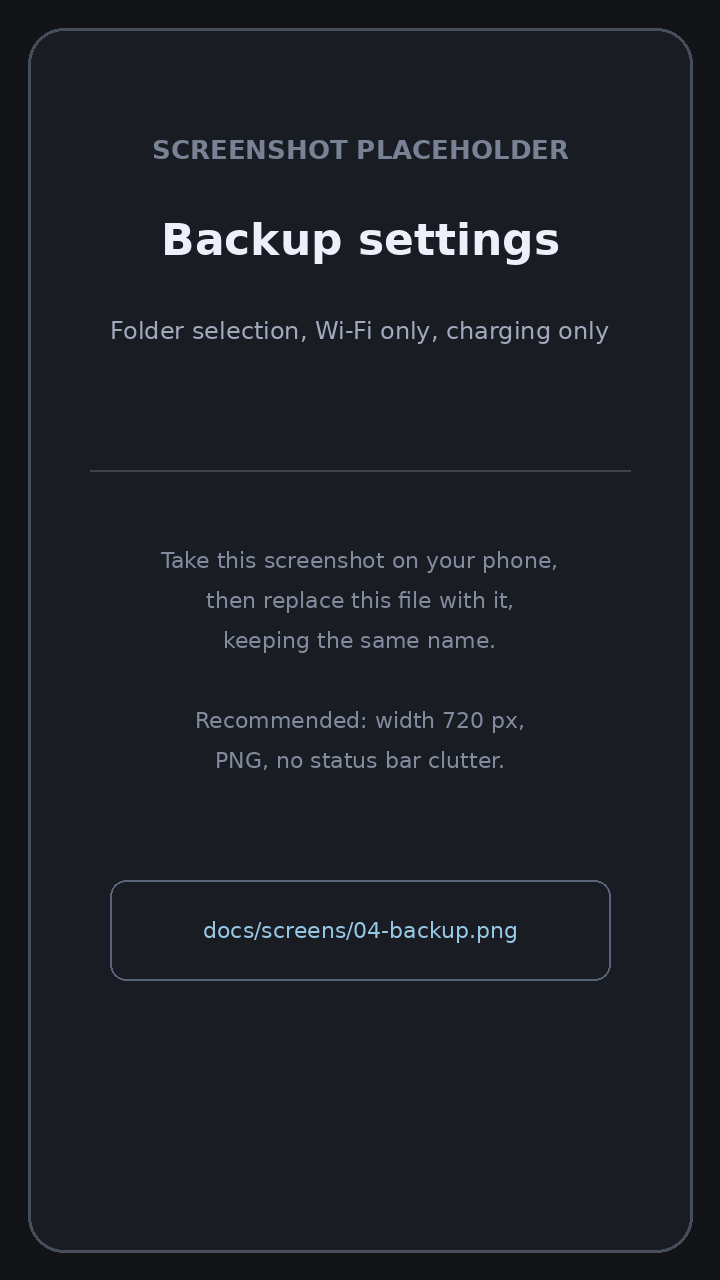 SCREENSHOT PLACEHOLDER
Backup settings
Folder selection, Wi-Fi only, charging only
Take this screenshot on your phone,
then replace this file with it,
keeping the same name.
Recommended: width 720 px,
PNG, no status bar clutter.
docs/screens/04-backup.png